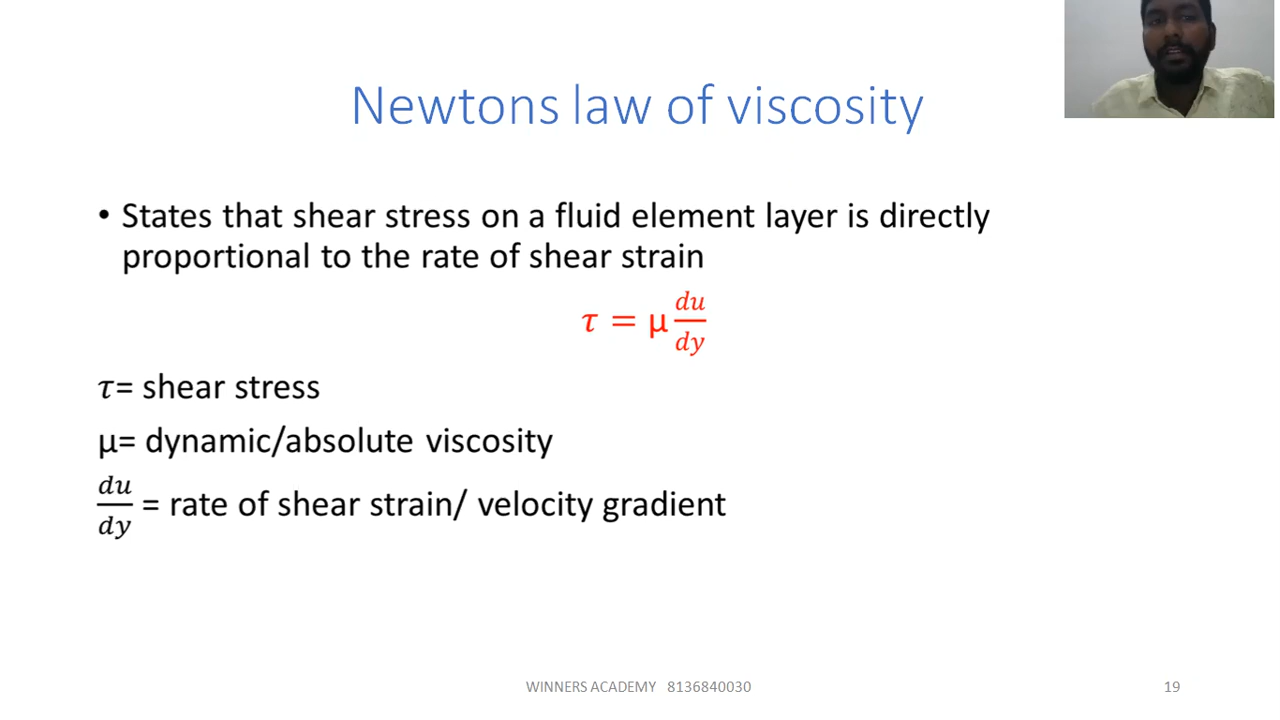 Newtons law of viscosity
• States that shear stress on a fluid element layer is directly
proportional to the rate of shear strain
τ = μ du/dy
τ= shear stress
μ= dynamic/absolute viscosity
du/dy = rate of shear strain/ velocity gradient
WINNERS ACADEMY 8136840030
19